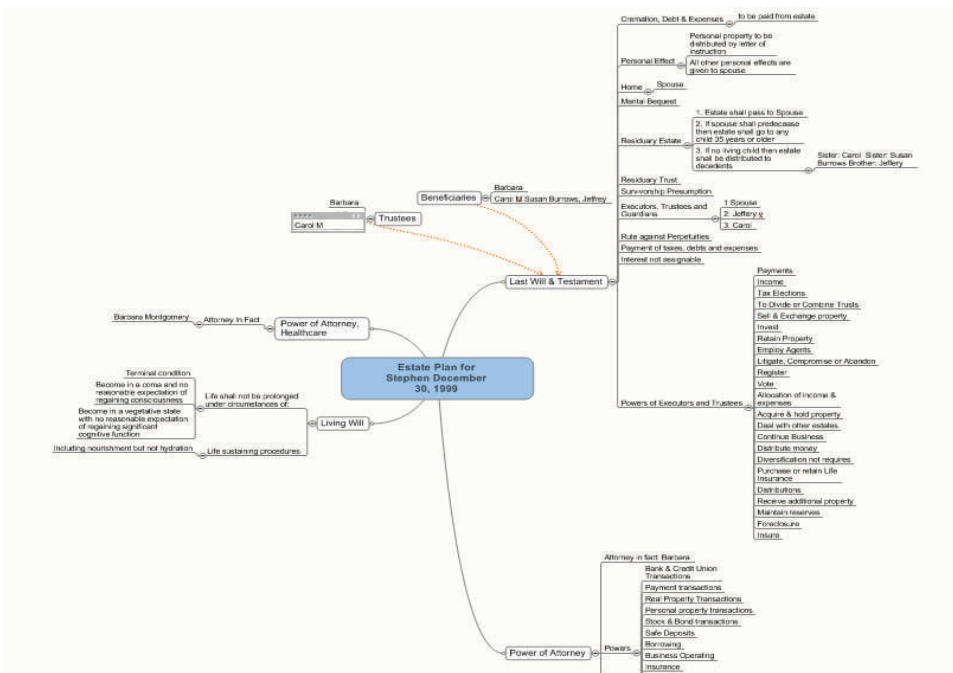 Cremation, Debt & Expenses
to be paid from estate
Personal Effect
Personal property to be
distributed by letter of
instruction
All other personal effects are
given to spouse
Home
Spouse
Marital Bequest
Residuary Estate
1. Estate shall pass to Spouse
2. If spouse shall predecease
then estate shall go to any
child 35 years or older
3. If no living child then estate
shall be distributed to
decedents
Sister: Carol Sister: Susan
Burrows Brother: Jeffery
Residuary Trust
Survivorship Presumption
Executors, Trustees and
Guardians
1 Spouse
2: Jeffery
3. Carol
Rule against Perpetuities
Payment of taxes, debts and expenses
Interest not assignable
Beneficiaries
Barbara
Carol M Susan Burrows, Jeffrey
Barbara
Carol M
Trustees
Last Will & Testament
Powers of Executors and Trustees
Payments
Income
Tax Elections
To Divide or Combine Trusts
Sell & Exchange property
Invest
Retain Property
Employ Agents
Litigate, Compromise or Abandon
Register
Vote
Allocation of Income &
expenses
Acquire & hold property
Deal with other estates.
Continue Business
Distribute money
Diversification not requires
Purchase or retain Life
Insurance
Distributions
Receive additional property
Maintain reserves
Foreclosure
Insure
Barbara Montgomery
Attorney In Fact
Power of Attorney,
Healthcare
Estate Plan for
Stephen December
30, 1999
Terminal condition
Become in a coma and no
reasonable expectation of
regaining consciousness
Become in a vegetative state
with no reasonable expectation
of regaining significant
cognitive function
Life shall not be prolonged
under circumstances of:
Living Will
Including nourishment but not hydration
Life sustaining procedures
Power of Attorney
Attorney in fact: Barbara
Powers
Bank & Credit Union
Transactions
Payment transactions
Real Property Transactions
Personal property transactions.
Stock & Bond transactions
Safe Deposits
Borrowing
Business Operating
Insurance